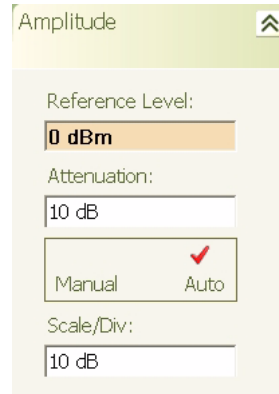 Amplitude
Reference Level:
0 dBm
Attenuation:
10 dB
Manual Auto
Scale/Div:
10 dB